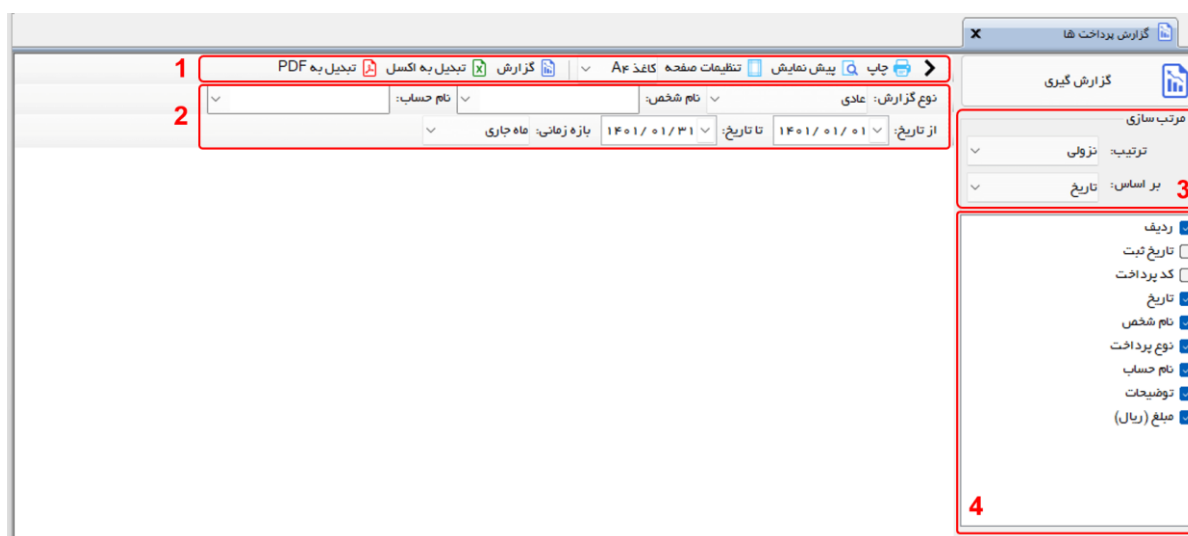 گزارش پرداخت ها
x
گزارش گیری
چاپ پیش نمایش تنظیمات صفحه کاغذ A۴ گزارش تبدیل به اکسل تبدیل به PDF
1
نوع گزارش: عادی نام شخص: نام حساب:
از تاریخ: ۱۴۰۱/۰۱/۰۱ تا تاریخ: ۱۴۰۱/۰۱/۳۱ بازه زمانی: ماه جاری
2
مرتب سازی
ترتیب: نزولی
بر اساس: تاریخ
3
ردیف
تاریخ ثبت
کد پرداخت
تاریخ
نام شخص
نوع پرداخت
نام حساب
توضیحات
مبلغ (ریال)
4